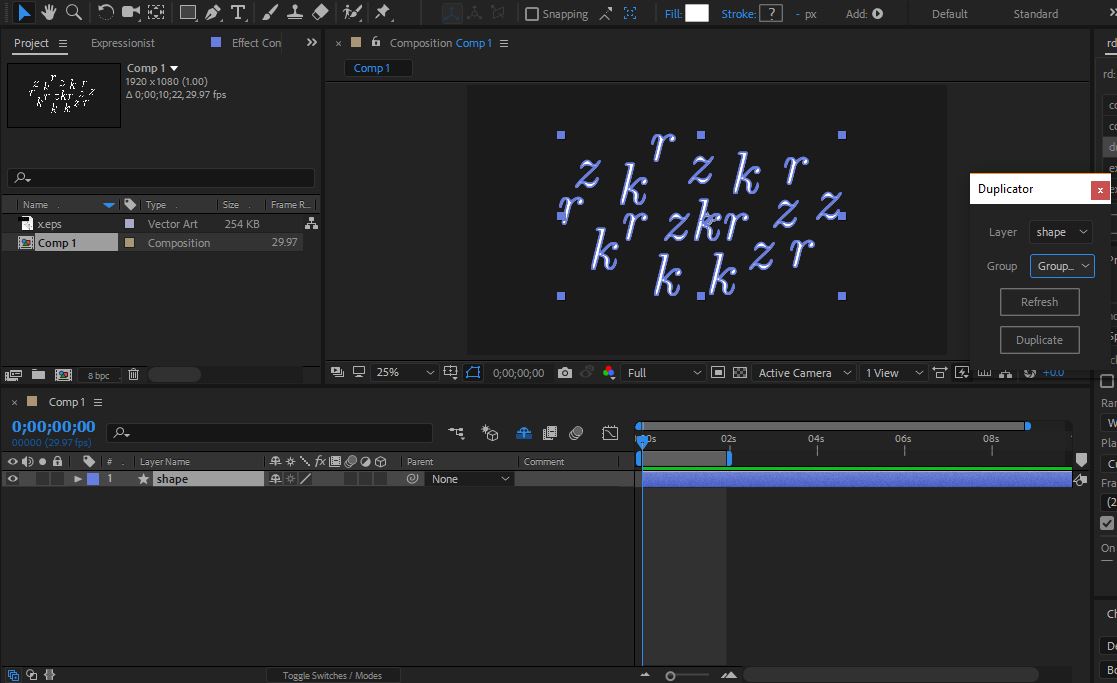 T Snapping Fill: Stroke: ? - px Add: Default Standard
Project Expressionist Effect Con × Composition Comp 1
Comp 1
1920 x 1080 (1.00)
Δ 0;00;10;22, 29.97 fps
Comp 1
z k r z k r
r k r z k r z z
k k k z r
r z k r z k r
z k r
r z k r z z
k z r
k k
Duplicator x
Layer shape
Group Group...
Refresh
Duplicate
Name Type Size Frame R...
x.eps Vector Art 254 KB
Comp 1 Composition 29.97
8 bpc 25% 0;00;00;00 Full Active Camera 1 View +0.0
× Comp 1
0;00;00;00
00000 (29.97 fps)
02s 04s 06s 08s
# Layer Name fx Parent Comment
1 shape None
Toggle Switches / Modes